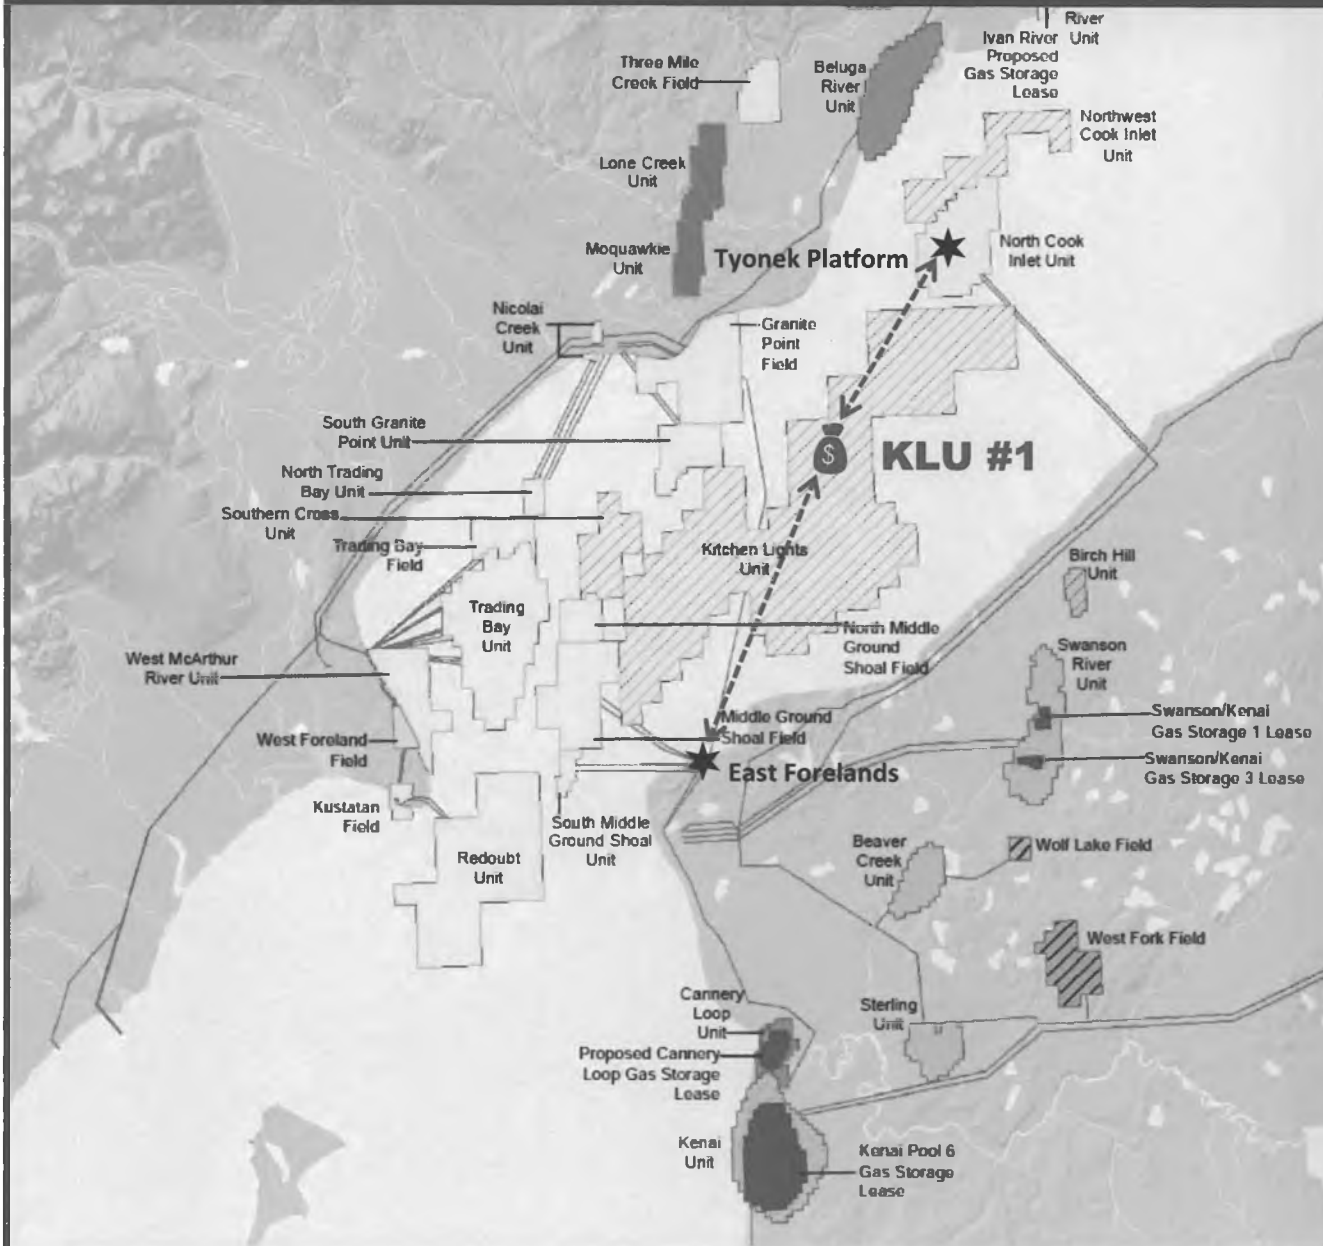 River
Unit
Ivan River
Proposed
Gas Storage
Lease
Three Mile
Creek Field
Beluga
River
Unit
Northwest
Cook Inlet
Unit
Lone Creek
Unit
Moquawkie
Unit
Tyonek Platform
North Cook
Inlet Unit
Nicolai
Creek
Unit
Granite
Point
Field
South Granite
Point Unit
$
KLU #1
North Trading
Bay Unit
Southern Cross
Unit
Trading Bay
Field
Kitchen Lights
Unit
Birch Hill
Unit
Trading
Bay
Unit
North Middle
Ground
Shoal Field
West McArthur
River Unit
Swanson
River
Unit
Swanson/Kenai
Gas Storage 1 Lease
Middle Ground
Shoal Field
West Foreland
Field
Swanson/Kenai
Gas Storage 3 Lease
East Forelands
Kustatan
Field
South Middle
Ground Shoal
Unit
Redoubt
Unit
Beaver
Creek
Unit
Wolf Lake Field
West Fork Field
Cannery
Loop
Unit
Sterling
Unit
Proposed Cannery
Loop Gas Storage
Lease
Kenai
Unit
Kenai Pool 6
Gas Storage
Lease